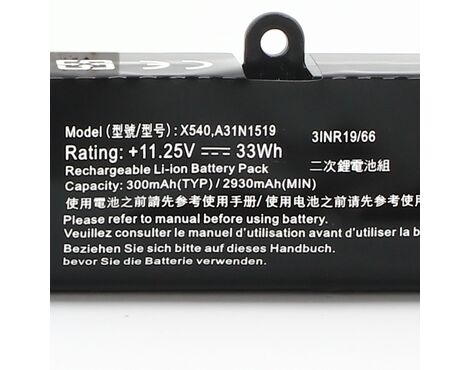 Model (型號/型号): X540,A31N1519
3INR19/66
Rating: +11.25V⎓33Wh
Rechargeable Li-ion Battery Pack
二次鋰電池組
Capacity: 300mAh(TYP) / 2930mAh(MIN)
使用電池之前請先參考使用手册/ 使用电池之前请先参考使
Please refer to manual before using battery.
Veuillez consulter le manuel d'utilisation avant d'utiliser la b
Beziehen Sie sich bitte auf dieses Handbuch.
bevor Sie die Batterie verwenden.